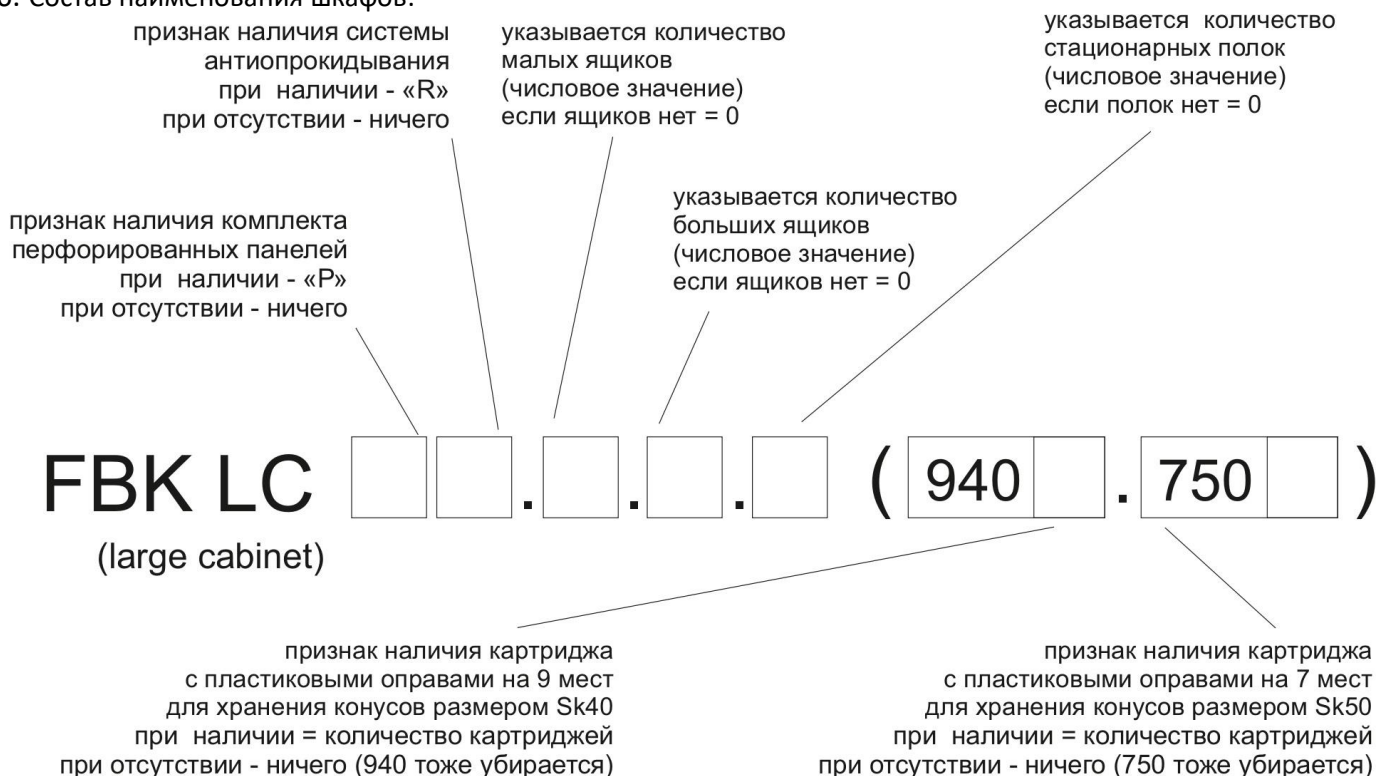 Состав наименования шкафов:
признак наличия системы
антиопрокидывания
при наличии - «R»
при отсутствии - ничего
указывается количество
малых ящиков
(числовое значение)
если ящиков нет = 0
указывается количество
стационарных полок
(числовое значение)
если полок нет = 0
признак наличия комплекта
перфорированных панелей
при наличии - «P»
при отсутствии - ничего
указывается количество
больших ящиков
(числовое значение)
если ящиков нет = 0
FBK LC . . . ( 940 . 750 )
(large cabinet)
признак наличия картриджа
с пластиковыми оправами на 9 мест
для хранения конусов размером Sk40
при наличии = количество картриджей
при отсутствии - ничего (940 тоже убирается)
признак наличия картриджа
с пластиковыми оправами на 7 мест
для хранения конусов размером Sk50
при наличии = количество картриджей
при отсутствии - ничего (750 тоже убирается)